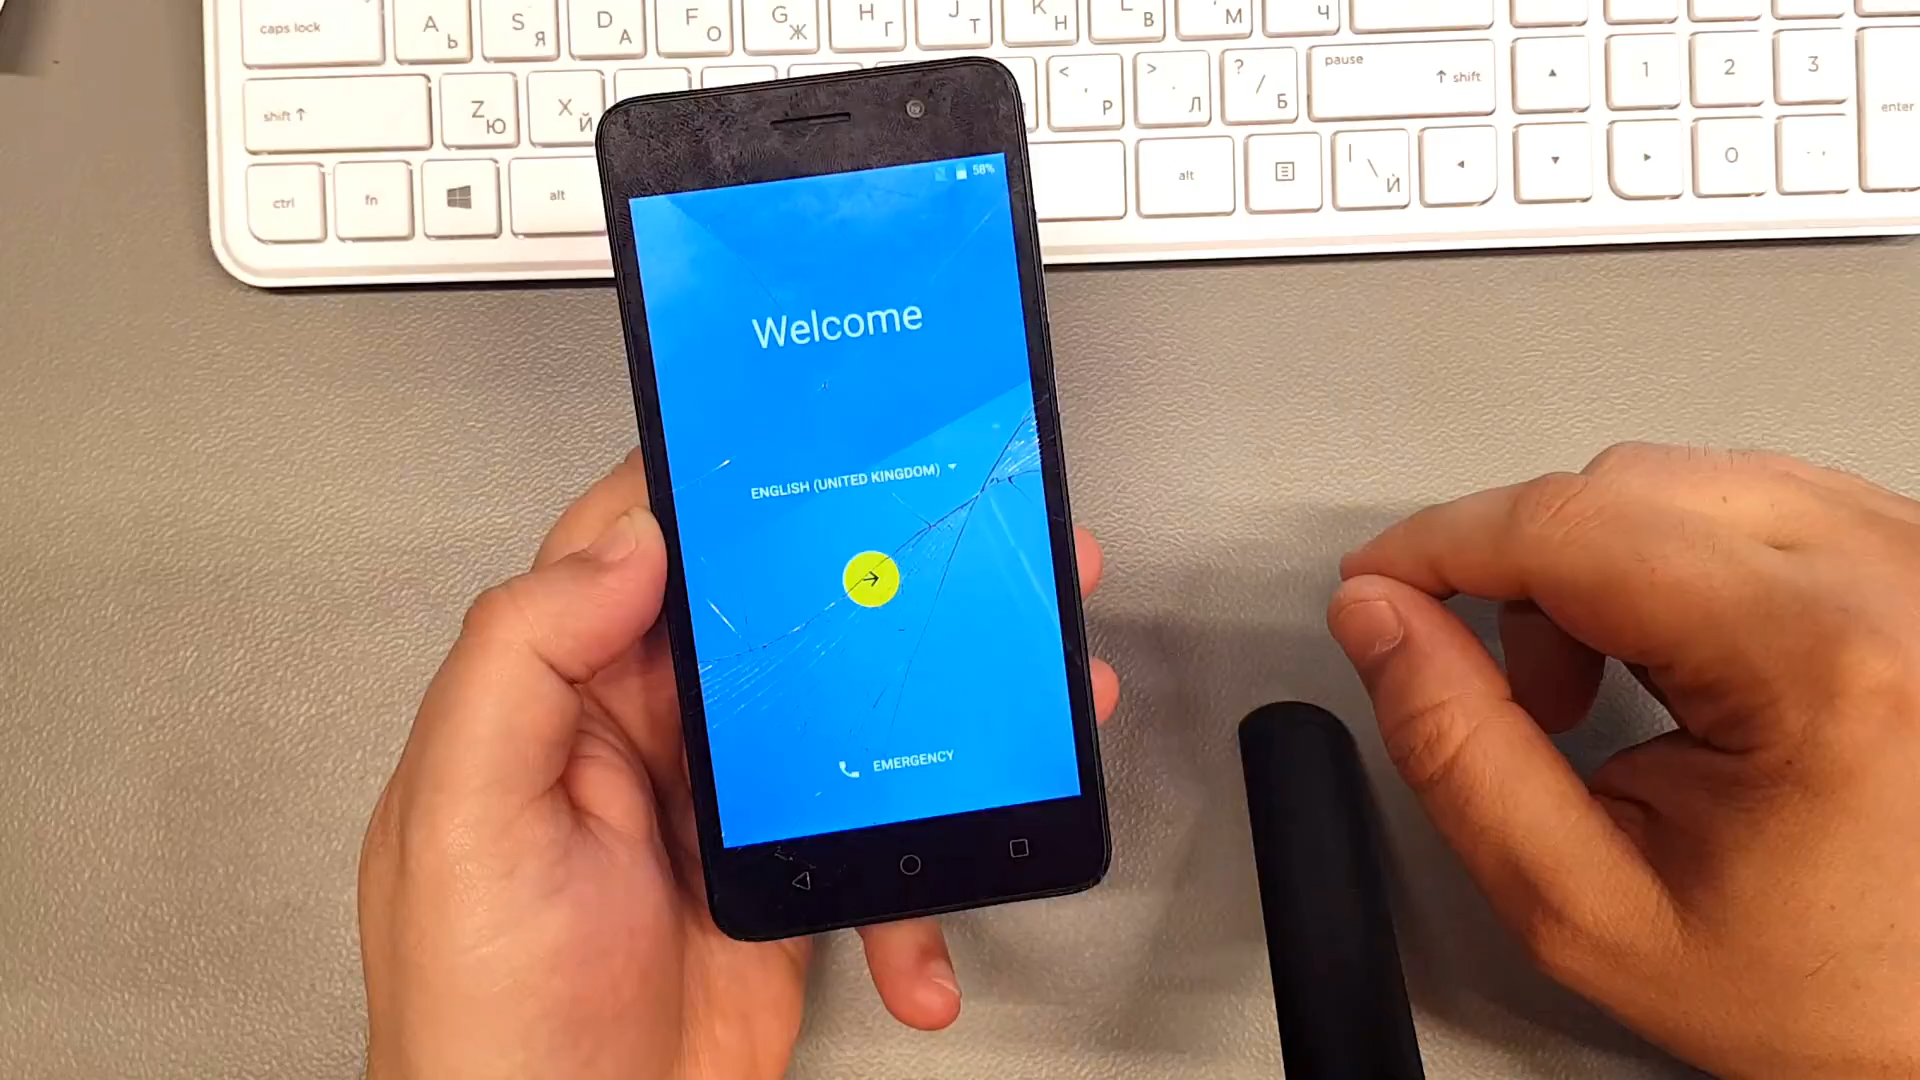 caps lock A Ь S Я D А F О G Ж H Г J Т K Н L В М Ч
shift ↑ Z Ю X Й < , Р > . Л ? / Б pause ↑ shift 1 2 3 enter
ctrl fn alt alt \ Ѝ 0
58%
Welcome
ENGLISH (UNITED KINGDOM)
EMERGENCY